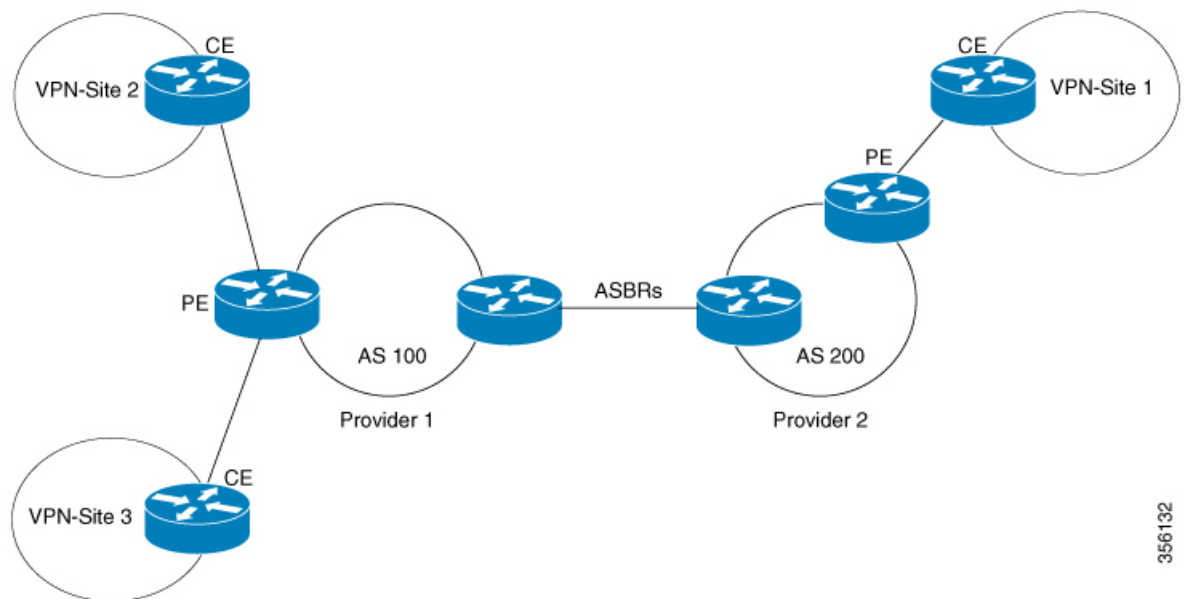 CE
VPN-Site 2
CE
VPN-Site 1
PE
PE
ASBRs
AS 100
AS 200
Provider 1
Provider 2
CE
VPN-Site 3
356132